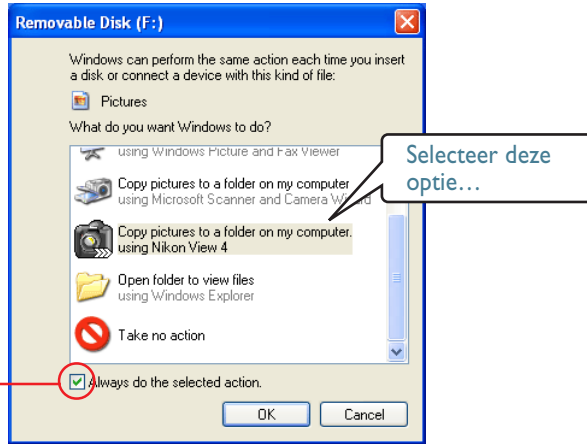 Removable Disk (F:)
Windows can perform the same action each time you insert
a disk or connect a device with this kind of file:
Pictures
What do you want Windows to do?
using Windows Picture and Fax Viewer
Selecteer deze
optie…
Copy pictures to a folder on my computer
using Microsoft Scanner and Camera Wizard
Copy pictures to a folder on my computer.
using Nikon View 4
Open folder to view files
using Windows Explorer
Take no action
Always do the selected action.
OK Cancel